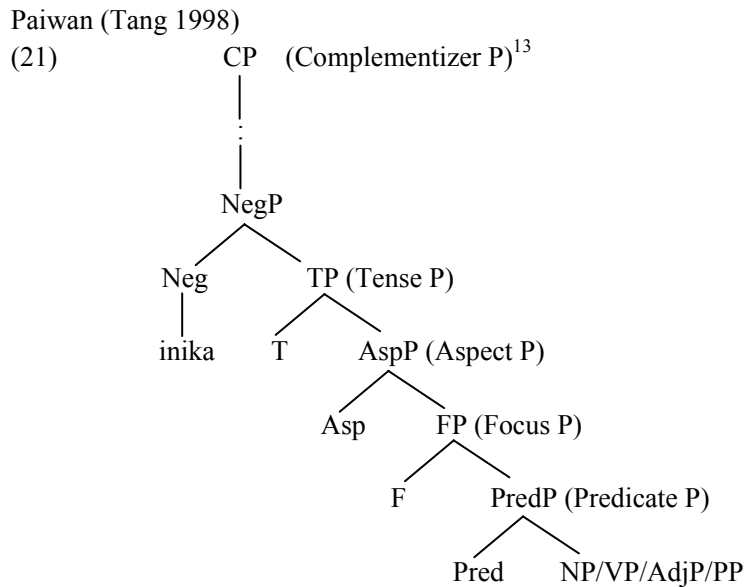 Paiwan (Tang 1998)
(21) CP (Complementizer P)13
NegP
Neg TP (Tense P)
inika T AspP (Aspect P)
Asp FP (Focus P)
F PredP (Predicate P)
Pred NP/VP/AdjP/PP